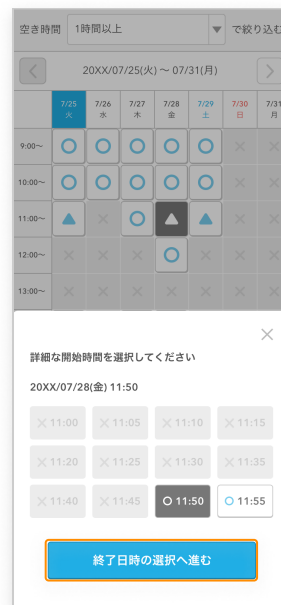 空き時間 1時間以上 ▼ で絞り込む
< 20XX/07/25(火) ～ 07/31(月) >
7/25 7/26 7/27 7/28 7/29 7/30 7/31
火 水 木 金 土 日 月
9:00～ ○ ○ ○ ○ ○ × ×
10:00～ ○ ○ ○ ○ ○ × ×
11:00～ ▲ × ○ ▲ ▲ × ×
12:00～ × × × ○ × × ×
13:00～ × × × × × × ×
×
詳細な開始時間を選択してください
20XX/07/28(金) 11:50
×11:00 ×11:05 ×11:10 ×11:15
×11:20 ×11:25 ×11:30 ×11:35
×11:40 ×11:45 ○11:50 ○11:55
終了日時の選択へ進む